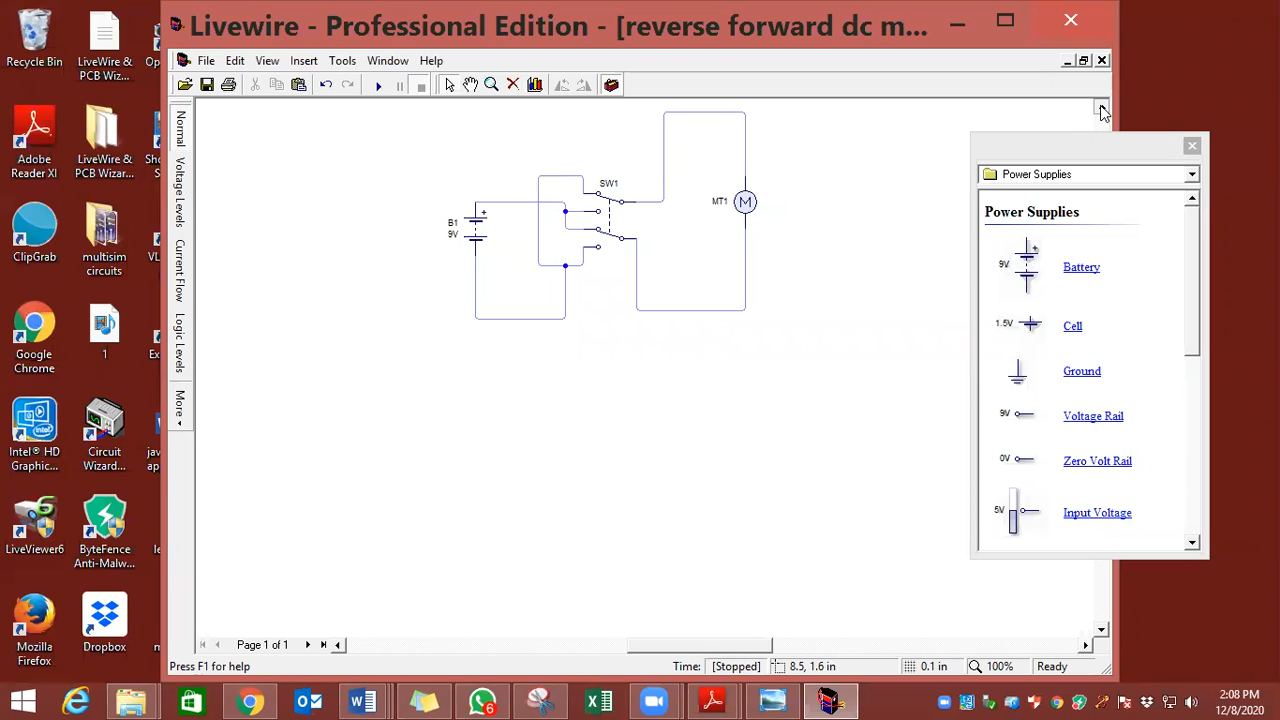 Livewire - Professional Edition - [reverse forward dc m...
File Edit View Insert Tools Window Help
Normal
Voltage Levels
Current Flow
Logic Levels
More
SW1
B1
9V
MT1
M
Power Supplies
Power Supplies
9V
Battery
1.5V
Cell
Ground
9V
Voltage Rail
0V
Zero Volt Rail
5V
Input Voltage
Page 1 of 1
Press F1 for help
Time: [Stopped]
8.5, 1.6 in
0.1 in
100%
Ready
Recycle Bin
LiveWire &
PCB Wiz...
Adobe
Reader XI
LiveWire &
PCB Wizar...
ClipGrab
multisim
circuits
Google
Chrome
1
Intel® HD
Graphic...
Circuit
Wizard...
LiveViewer6
ByteFence
Anti-Malw...
Mozilla
Firefox
Dropbox
6
2:08 PM
12/8/2020